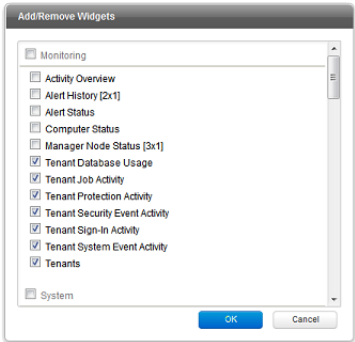 Add/Remove Widgets
Monitoring
Activity Overview
Alert History [2x1]
Alert Status
Computer Status
Manager Node Status [3x1]
Tenant Database Usage
Tenant Job Activity
Tenant Protection Activity
Tenant Security Event Activity
Tenant Sign-In Activity
Tenant System Event Activity
Tenants
System
OK Cancel